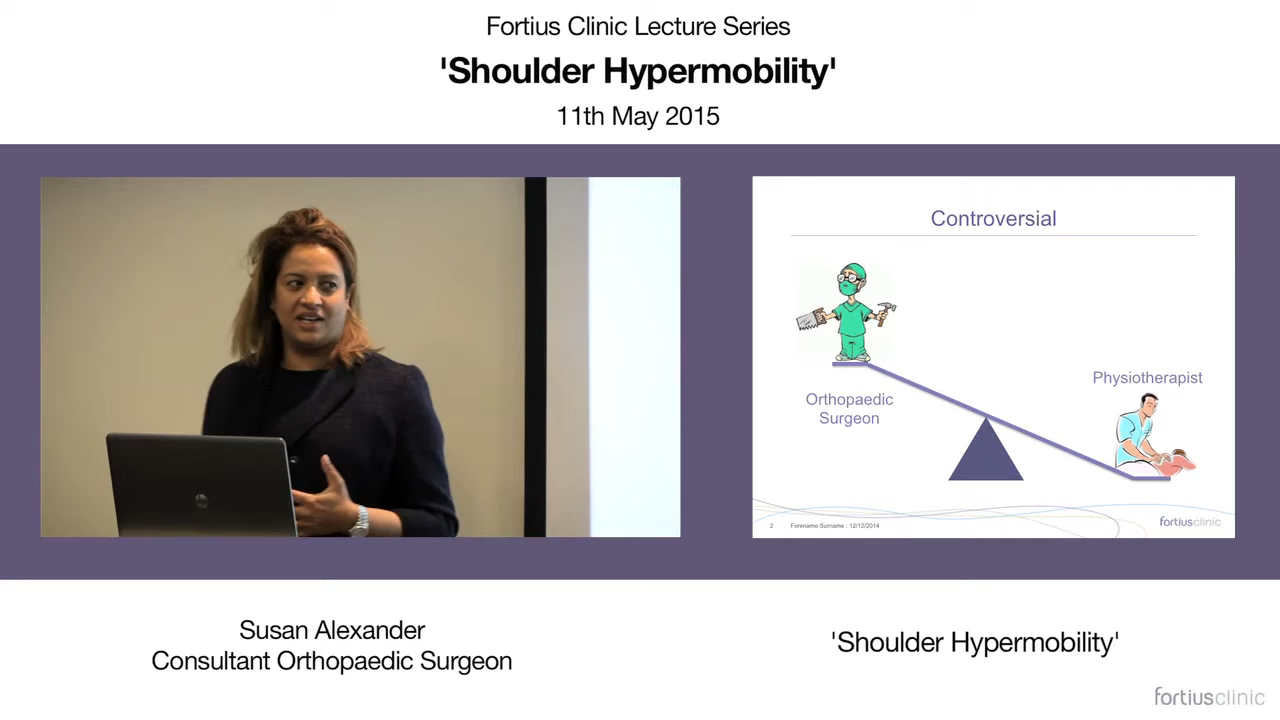 Fortius Clinic Lecture Series
'Shoulder Hypermobility'
11th May 2015
Controversial
Orthopaedic
Surgeon
Physiotherapist
2 Forename Surname : 12/12/2014
fortiusclinic
Susan Alexander
Consultant Orthopaedic Surgeon
'Shoulder Hypermobility'
fortiusclinic